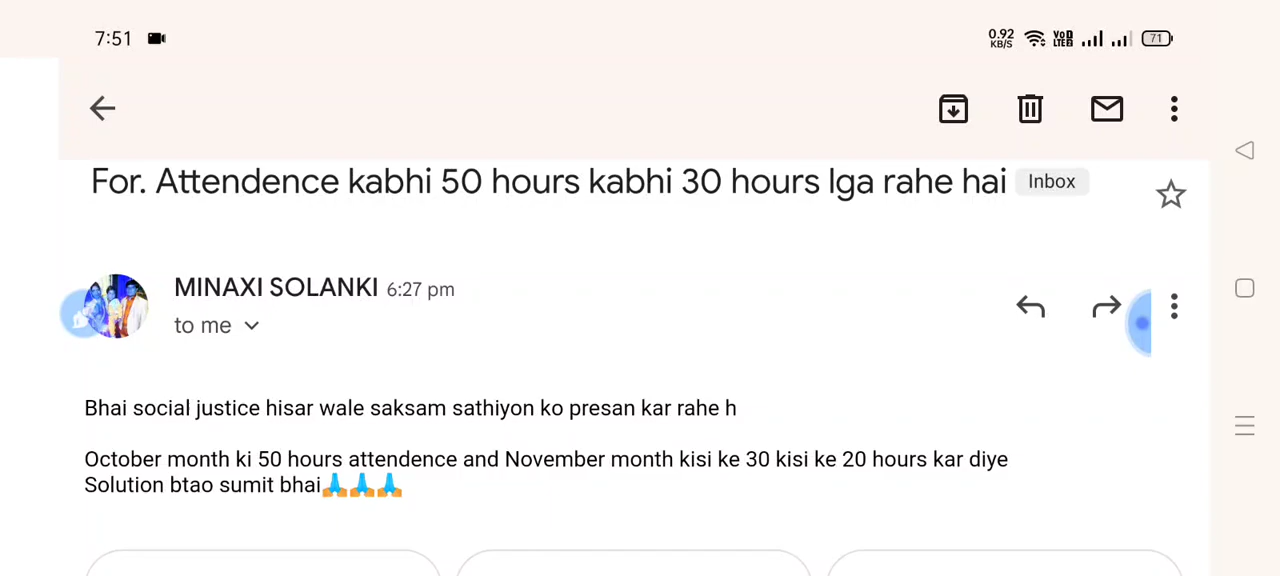 7:51
0.92 KB/S VoD LTE 71
For. Attendence kabhi 50 hours kabhi 30 hours lga rahe hai Inbox
MINAXI SOLANKI 6:27 pm
to me
Bhai social justice hisar wale saksam sathiyon ko presan kar rahe h
October month ki 50 hours attendence and November month kisi ke 30 kisi ke 20 hours kar diye
Solution btao sumit bhai🙏🙏🙏